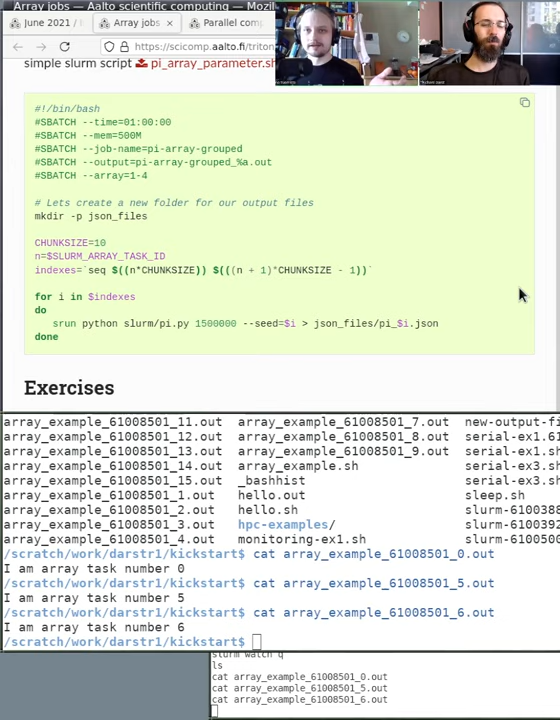 Array jobs — Aalto scientific computing — Mozil
June 2021 /
Array jobs
Parallel comp
https://scicomp.aalto.fi/triton
simple slurm script pi_array_parameter.sh
#!/bin/bash
#SBATCH --time=01:00:00
#SBATCH --mem=500M
#SBATCH --job-name=pi-array-grouped
#SBATCH --output=pi-array-grouped_%a.out
#SBATCH --array=1-4
# Lets create a new folder for our output files
mkdir -p json_files
CHUNKSIZE=10
n=$SLURM_ARRAY_TASK_ID
indexes=`seq $((n*CHUNKSIZE)) $(((n + 1)*CHUNKSIZE - 1))`
for i in $indexes
do
srun python slurm/pi.py 1500000 --seed=$i > json_files/pi_$i.json
done
Exercises
array_example_61008501_11.out array_example_61008501_7.out new-output-fi
array_example_61008501_12.out array_example_61008501_8.out serial-ex1.61
array_example_61008501_13.out array_example_61008501_9.out serial-ex1.sh
array_example_61008501_14.out array_example.sh serial-ex3.sh
array_example_61008501_15.out _bashhist serial-ex3.sh
array_example_61008501_1.out hello.out sleep.sh
array_example_61008501_2.out hello.sh slurm-6100388
array_example_61008501_3.out hpc-examples/ slurm-6100392
array_example_61008501_4.out monitoring-ex1.sh slurm-6100500
/scratch/work/darstr1/kickstart$ cat array_example_61008501_0.out
I am array task number 0
/scratch/work/darstr1/kickstart$ cat array_example_61008501_5.out
I am array task number 5
/scratch/work/darstr1/kickstart$ cat array_example_61008501_6.out
I am array task number 6
/scratch/work/darstr1/kickstart$
slurm watch q
ls
cat array_example_61008501_0.out
cat array_example_61008501_5.out
cat array_example_61008501_6.out